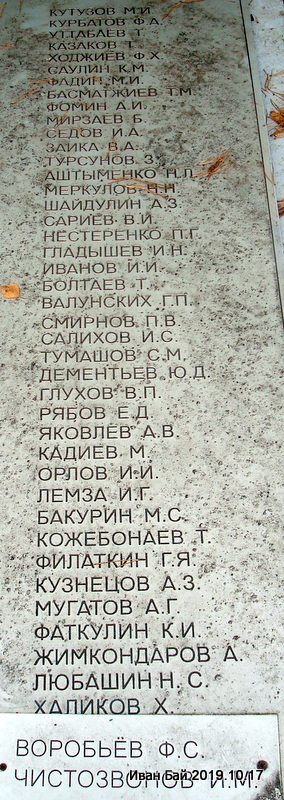 КУТУЗОВ М.И.
КУРБАТОВ Ф.А.
УТТАБАЕВ Т.
КАЗАКОВ Т.
ХОДЖИЕВ Ф.Х.
САУЛИН К.М.
ФАДИН М.И.
БАСМАТЖИЕВ Т.М.
ФОМИН А.И.
МИРЗАЕВ Б.
СЕДОВ И.А.
ЗАИКА В.А.
ТУРСУНОВ З.
АШТЫМЕНКО Н.Л.
МЕРКУЛОВ Н.Н.
ШАЙДУЛИН А.З.
САРИЕВ В.И.
НЕСТЕРЕНКО П.Г.
ГЛАДЫШЕВ И.Н.
ИВАНОВ И.И.
БОЛТАЕВ Т.
ВАЛУНСКИХ Г.П.
СМИРНОВ П.В.
САЛИХОВ И.С.
ТУМАШОВ С.М.
ДЕМЕНТЬЕВ Ю.Д.
ГЛУХОВ В.П.
РЯБОВ Е.Д.
ЯКОВЛЕВ А.В.
КАДИЕВ М.
ОРЛОВ И.И.
ЛЕМЗА И.Г.
БАКУРИН М.С.
КОЖЕБОНАЕВ Т.
ФИЛАТКИН Г.Я.
КУЗНЕЦОВ А.З.
МУГАТОВ А.Г.
ФАТКУЛИН К.И.
ЖИМКОНДАРОВ А.
ЛЮБАШИН Н.С.
ХАЛИКОВ Х.
ВОРОБЬЁВ Ф.С.
ЧИСТОЗВОНОВ И.М.
Иван Бай 2019.10.17